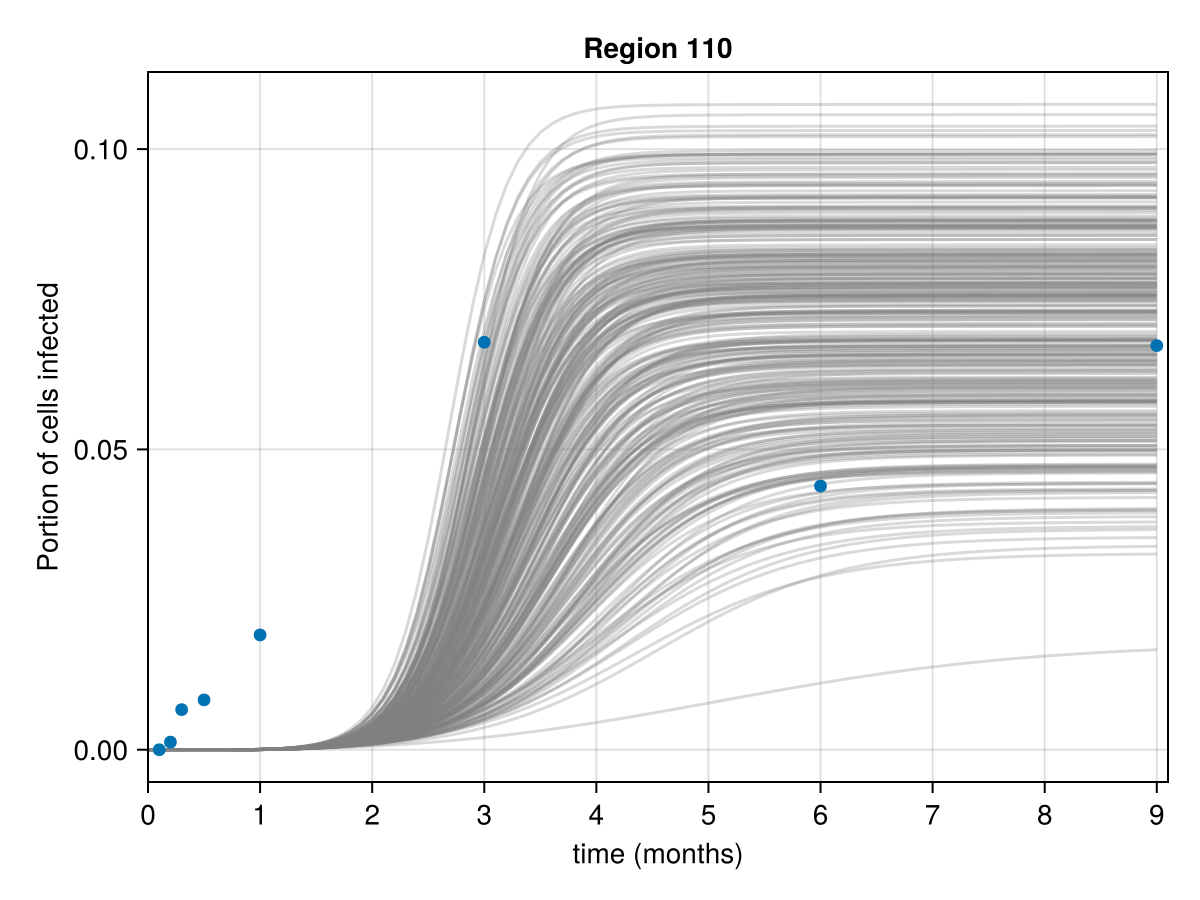 Region 110
Portion of cells infected
0.10
0.05
0.00
0 1 2 3 4 5 6 7 8 9
time (months)